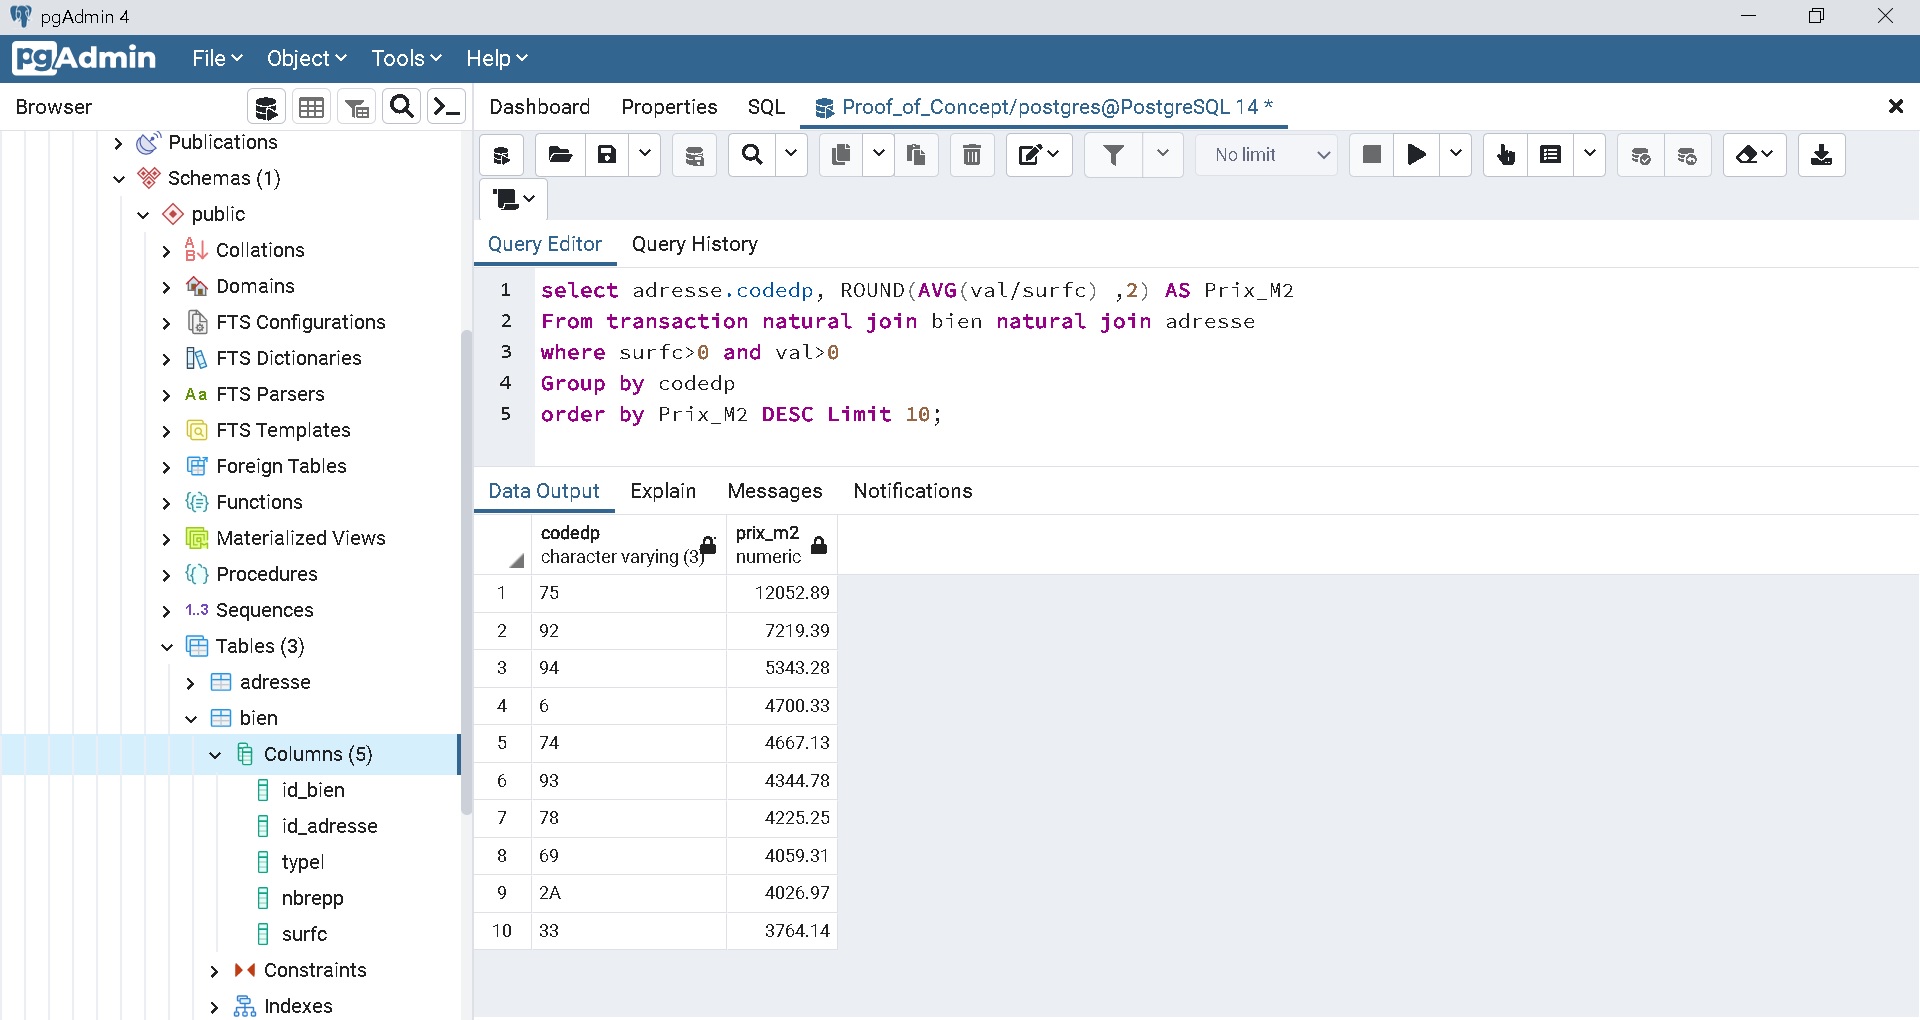 pgAdmin 4
pgAdmin File Object Tools Help
Browser
Dashboard Properties SQL Proof_of_Concept/postgres@PostgreSQL 14 *
No limit
Publications
Schemas (1)
public
Collations
Domains
FTS Configurations
FTS Dictionaries
Aa FTS Parsers
FTS Templates
Foreign Tables
Functions
Materialized Views
Procedures
1..3 Sequences
Tables (3)
adresse
bien
Columns (5)
id_bien
id_adresse
typel
nbrepp
surfc
Constraints
Indexes
Query Editor Query History
1 select adresse.codedp, ROUND(AVG(val/surfc) ,2) AS Prix_M2
2 From transaction natural join bien natural join adresse
3 where surfc>0 and val>0
4 Group by codedp
5 order by Prix_M2 DESC Limit 10;
Data Output Explain Messages Notifications
codedp prix_m2
character varying (3) numeric
1 75 12052.89
2 92 7219.39
3 94 5343.28
4 6 4700.33
5 74 4667.13
6 93 4344.78
7 78 4225.25
8 69 4059.31
9 2A 4026.97
10 33 3764.14